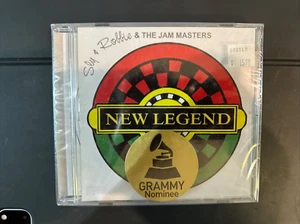 Sly & Robbie & THE JAM MASTERS
NEW LEGEND
GRAMMY
Nominee